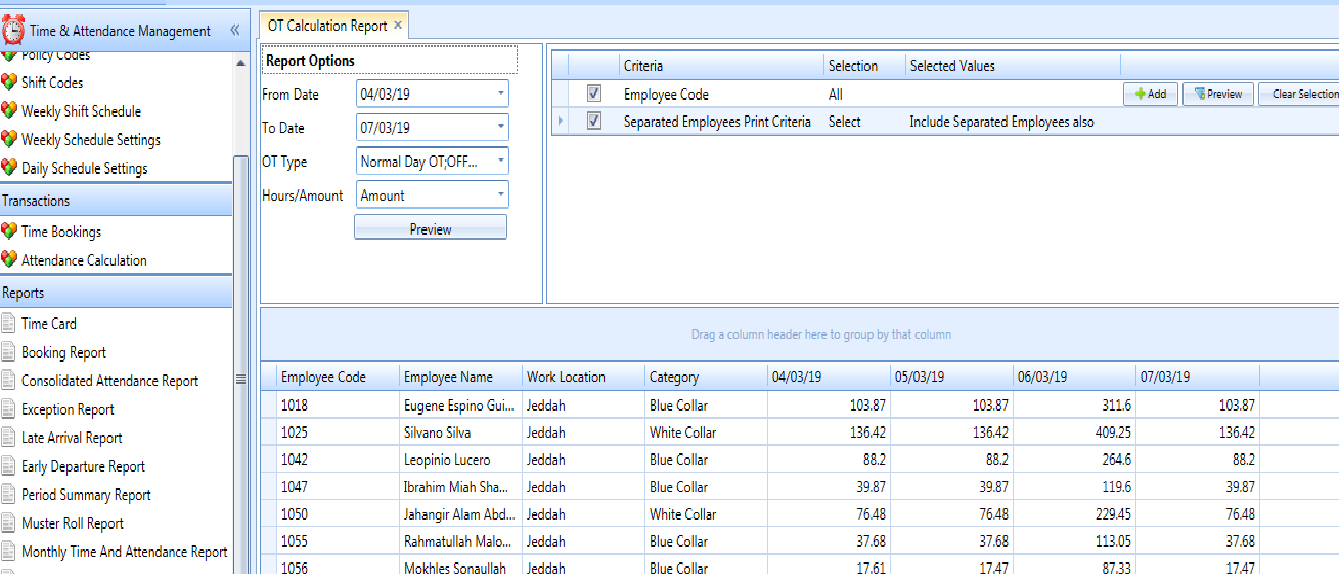 Time & Attendance Management «
Policy Codes
Shift Codes
Weekly Shift Schedule
Weekly Schedule Settings
Daily Schedule Settings
Transactions
Time Bookings
Attendance Calculation
Reports
Time Card
Booking Report
Consolidated Attendance Report
Exception Report
Late Arrival Report
Early Departure Report
Period Summary Report
Muster Roll Report
Monthly Time And Attendance Report
OT Calculation Report x
Report Options
From Date 04/03/19
To Date 07/03/19
OT Type Normal Day OT;OFF...
Hours/Amount Amount
Preview
Criteria Selection Selected Values
Employee Code All Add Preview Clear Selection
Separated Employees Print Criteria Select Include Separated Employees also
Drag a column header here to group by that column
Employee Code Employee Name Work Location Category 04/03/19 05/03/19 06/03/19 07/03/19
1018 Eugene Espino Gui... Jeddah Blue Collar 103.87 103.87 311.6 103.87
1025 Silvano Silva Jeddah White Collar 136.42 136.42 409.25 136.42
1042 Leopinio Lucero Jeddah Blue Collar 88.2 88.2 264.6 88.2
1047 Ibrahim Miah Sha... Jeddah Blue Collar 39.87 39.87 119.6 39.87
1050 Jahangir Alam Abd... Jeddah White Collar 76.48 76.48 229.45 76.48
1055 Rahmatullah Malo... Jeddah Blue Collar 37.68 37.68 113.05 37.68
1056 Mokhles Sonaullah Jeddah Blue Collar 17.61 17.47 87.33 17.47